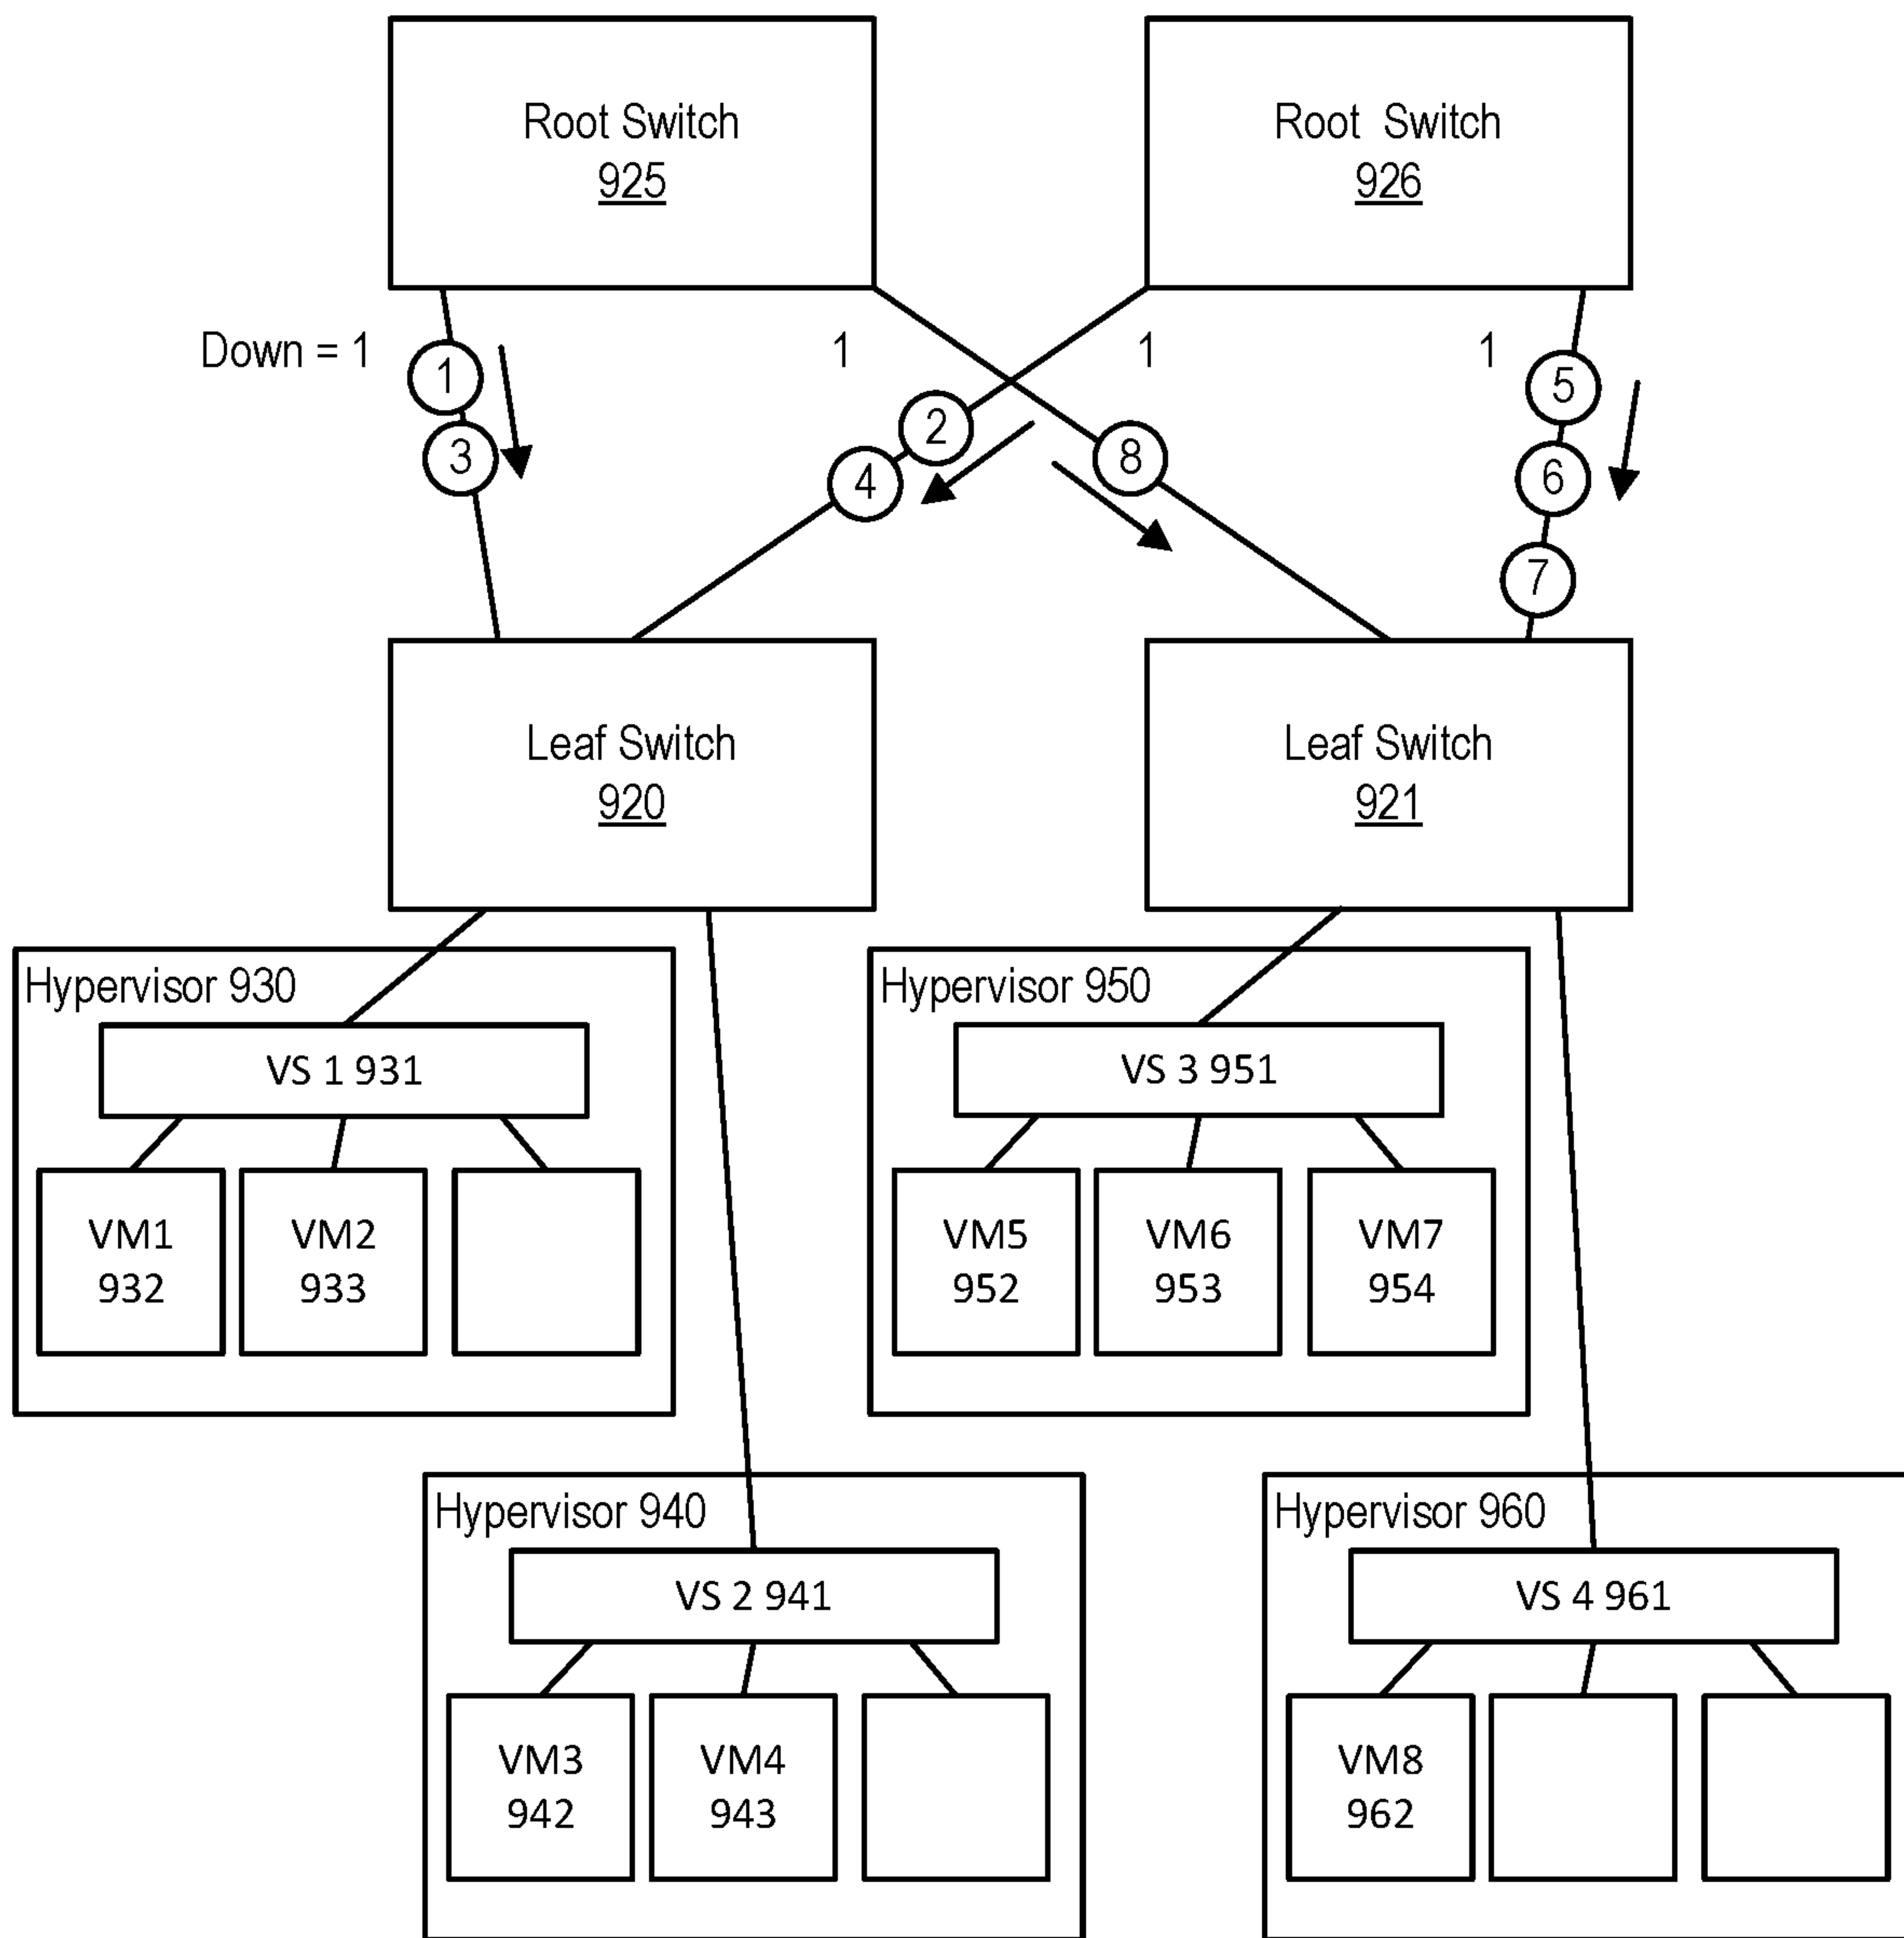 Root Switch
925
Root Switch
926
Down = 1
1
1
1
1
3
2
4
8
5
6
7
Leaf Switch
920
Leaf Switch
921
Hypervisor 930
VS 1 931
VM1
932
VM2
933
Hypervisor 950
VS 3 951
VM5
952
VM6
953
VM7
954
Hypervisor 940
VS 2 941
VM3
942
VM4
943
Hypervisor 960
VS 4 961
VM8
962